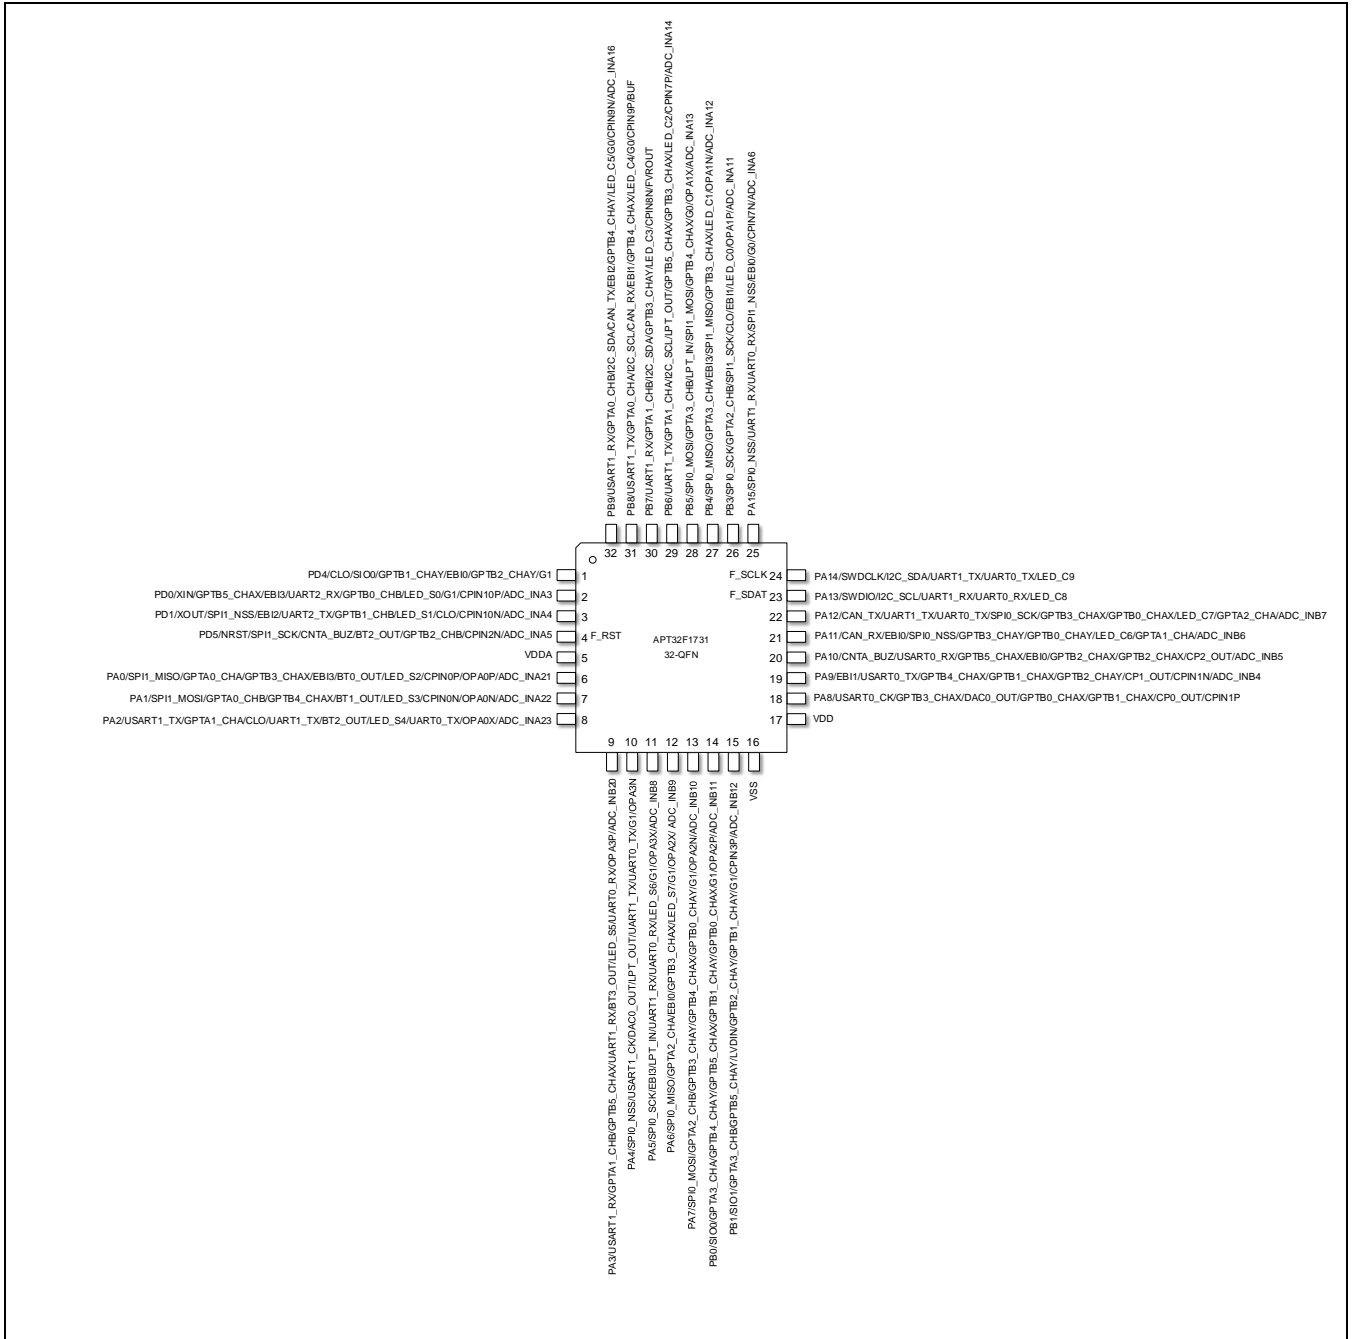 PB9/USART1_RX/GPTA0_CHB/I2C_SDA/CAN_TX/EBI2/GPTB4_CHAY/LED_C5/G0/CPIN9N/ADC_INA16
PB8/USART1_TX/GPTA0_CHA/I2C_SCL/CAN_RX/EBI1/GPTB4_CHAX/LED_C4/G0/CPIN9P/BUF
PB7/UART1_RX/GPTA1_CHB/I2C_SDA/GPTB3_CHAY/LED_C3/CPIN8N/FVROUT
PB6/UART1_TX/GPTA1_CHA/I2C_SCL/LPT_OUT/GPTB5_CHAX/GPTB3_CHAX/LED_C2/CPIN7P/ADC_INA14
PB5/SPI0_MOSI/GPTA3_CHB/LPT_IN/SPI1_MOSI/GPTB4_CHAX/G0/OPA1X/ADC_INA13
PB4/SPI0_MISO/GPTA3_CHA/EBI3/SPI1_MISO/GPTB3_CHAX/LED_C1/OPA1N/ADC_INA12
PB3/SPI0_SCK/GPTA2_CHB/SPI1_SCK/CLO/EBI1/LED_C0/OPA1P/ADC_INA11
PA15/SPI0_NSS/UART1_RX/UART0_RX/SPI1_NSS/EBI0/G0/CPIN7N/ADC_INA6
32 31 30 29 28 27 26 25
PD4/CLO/SIO0/GPTB1_CHAY/EBI0/GPTB2_CHAY/G1 1
PD0/XIN/GPTB5_CHAX/EBI3/UART2_RX/GPTB0_CHB/LED_S0/G1/CPIN10P/ADC_INA3 2
PD1/XOUT/SPI1_NSS/EBI2/UART2_TX/GPTB1_CHB/LED_S1/CLO/CPIN10N/ADC_INA4 3
PD5/NRST/SPI1_SCK/CNTA_BUZ/BT2_OUT/GPTB2_CHB/CPIN2N/ADC_INA5 4 F_RST
VDDA 5
PA0/SPI1_MISO/GPTA0_CHA/GPTB3_CHAX/EBI3/BT0_OUT/LED_S2/CPIN0P/OPA0P/ADC_INA21 6
PA1/SPI1_MOSI/GPTA0_CHB/GPTB4_CHAX/BT1_OUT/LED_S3/CPIN0N/OPA0N/ADC_INA22 7
PA2/USART1_TX/GPTA1_CHA/CLO/UART1_TX/BT2_OUT/LED_S4/UART0_TX/OPA0X/ADC_INA23 8
APT32F1731
32-QFN
F_SCLK 24 PA14/SWDCLK/I2C_SDA/UART1_TX/UART0_TX/LED_C9
F_SDAT 23 PA13/SWDIO/I2C_SCL/UART1_RX/UART0_RX/LED_C8
22 PA12/CAN_TX/UART1_TX/UART0_TX/SPI0_SCK/GPTB3_CHAX/GPTB0_CHAX/LED_C7/GPTA2_CHA/ADC_INB7
21 PA11/CAN_RX/EBI0/SPI0_NSS/GPTB3_CHAY/GPTB0_CHAY/LED_C6/GPTA1_CHA/ADC_INB6
20 PA10/CNTA_BUZ/USART0_RX/GPTB5_CHAX/EBI0/GPTB2_CHAX/GPTB2_CHAX/CP2_OUT/ADC_INB5
19 PA9/EBI1/USART0_TX/GPTB4_CHAX/GPTB1_CHAX/GPTB2_CHAY/CP1_OUT/CPIN1N/ADC_INB4
18 PA8/USART0_CK/GPTB3_CHAX/DAC0_OUT/GPTB0_CHAX/GPTB1_CHAX/CP0_OUT/CPIN1P
17 VDD
9 10 11 12 13 14 15 16
PA3/USART1_RX/GPTA1_CHB/GPTB5_CHAX/UART1_RX/BT3_OUT/LED_S5/UART0_RX/OPA3P/ADC_INB20
PA4/SPI0_NSS/USART1_CK/DAC0_OUT/LPT_OUT/UART1_TX/UART0_TX/G1/OPA3N
PA5/SPI0_SCK/EBI3/LPT_IN/UART1_RX/UART0_RX/LED_S6/G1/OPA3X/ADC_INB8
PA6/SPI0_MISO/GPTA2_CHA/EBI0/GPTB3_CHAX/LED_S7/G1/OPA2X/ ADC_INB9
PA7/SPI0_MOSI/GPTA2_CHB/GPTB3_CHAY/GPTB4_CHAX/GPTB0_CHAY/G1/OPA2N/ADC_INB10
PB0/SIO0/GPTA3_CHA/GPTB4_CHAY/GPTB5_CHAX/GPTB1_CHAY/GPTB0_CHAX/G1/OPA2P/ADC_INB11
PB1/SIO1/GPTA3_CHB/GPTB5_CHAY/LVDIN/GPTB2_CHAY/GPTB1_CHAY/G1/CPIN3P/ADC_INB12
VSS